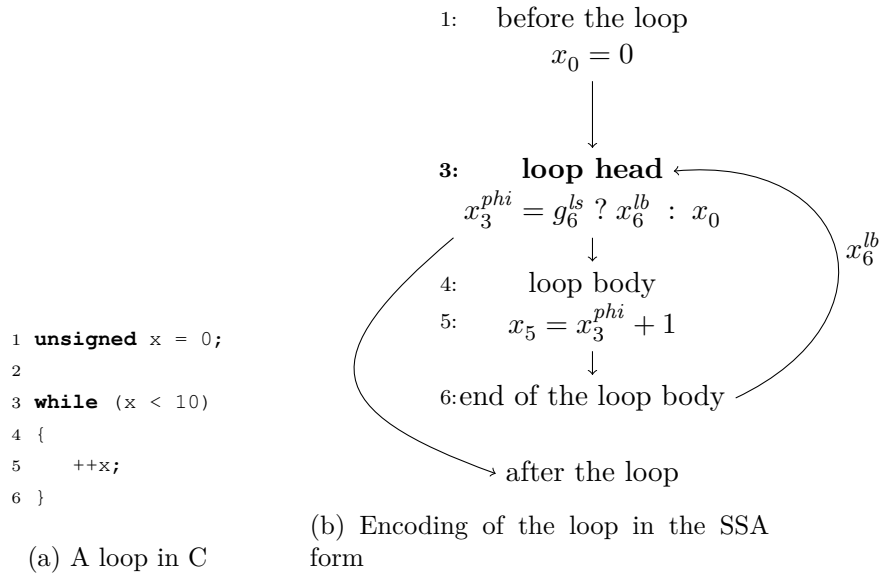 1: before the loop
x_0 = 0
3: loop head
x_3^{phi} = g_6^{ls} ? x_6^{lb} : x_0
x_6^{lb}
4: loop body
5: x_5 = x_3^{phi} + 1
6: end of the loop body
after the loop
(b) Encoding of the loop in the SSA
form
1 unsigned x = 0;
2
3 while (x < 10)
4 {
5 ++x;
6 }
(a) A loop in C